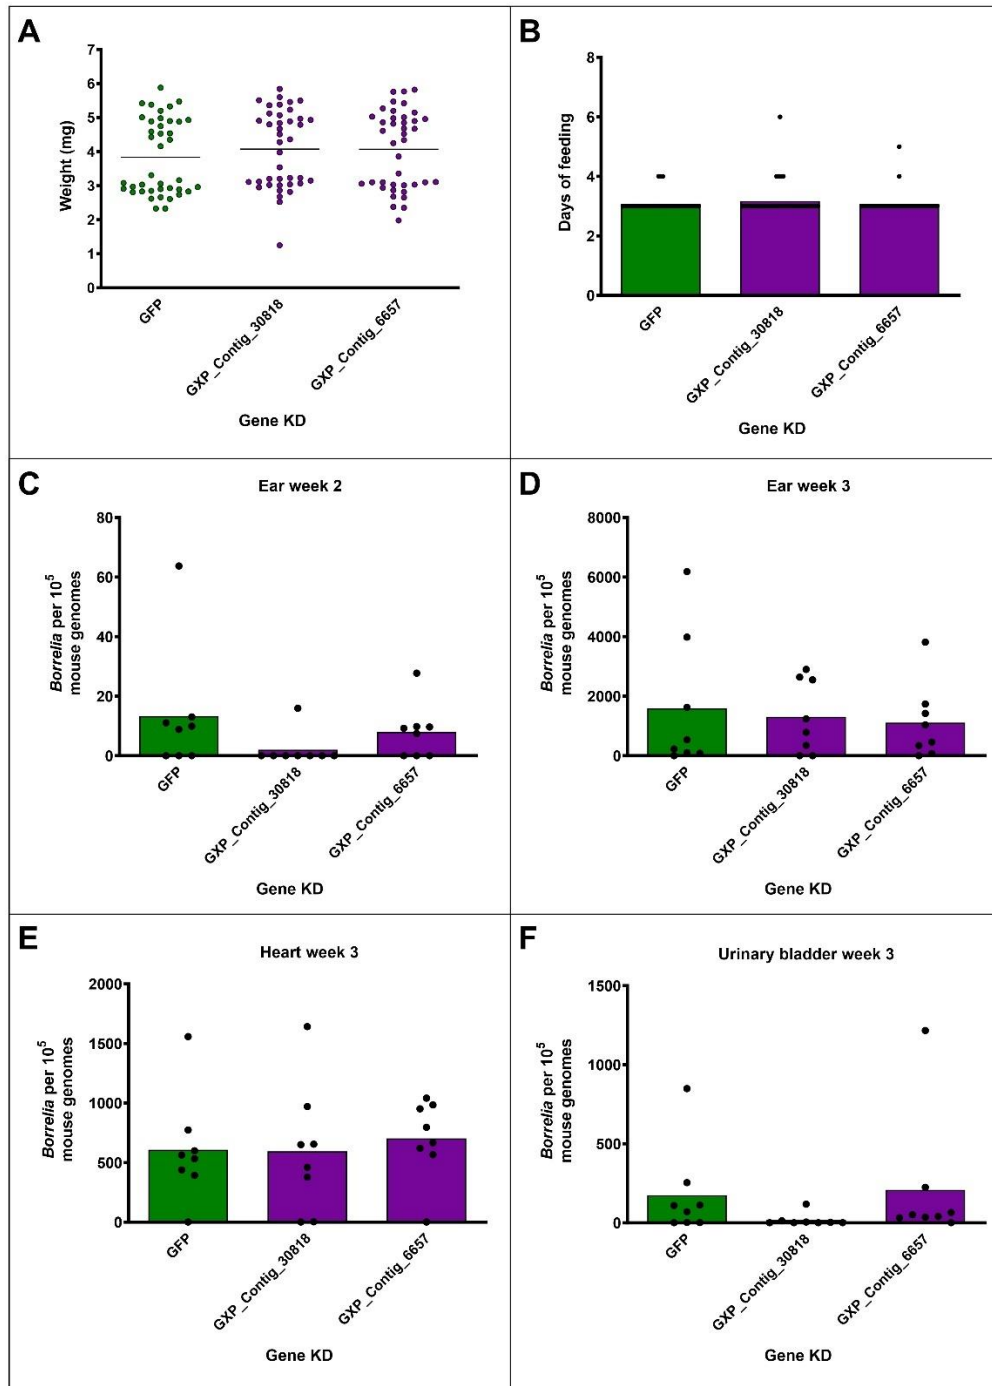 A
Weight (mg)
7
6
5
4
3
2
1
0
GFP
GXP_Contig_30818
GXP_Contig_6657
Gene KD
B
Days of feeding
8
6
4
2
0
GFP
GXP_Contig_30818
GXP_Contig_6657
Gene KD
C
Ear week 2
Borrelia per 10⁵
mouse genomes
80
60
40
20
0
GFP
GXP_Contig_30818
GXP_Contig_6657
Gene KD
D
Ear week 3
Borrelia per 10⁵
mouse genomes
8000
6000
4000
2000
0
GFP
GXP_Contig_30818
GXP_Contig_6657
Gene KD
E
Heart week 3
Borrelia per 10⁵
mouse genomes
2000
1500
1000
500
0
GFP
GXP_Contig_30818
GXP_Contig_6657
Gene KD
F
Urinary bladder week 3
Borrelia per 10⁵
mouse genomes
1500
1000
500
0
GFP
GXP_Contig_30818
GXP_Contig_6657
Gene KD